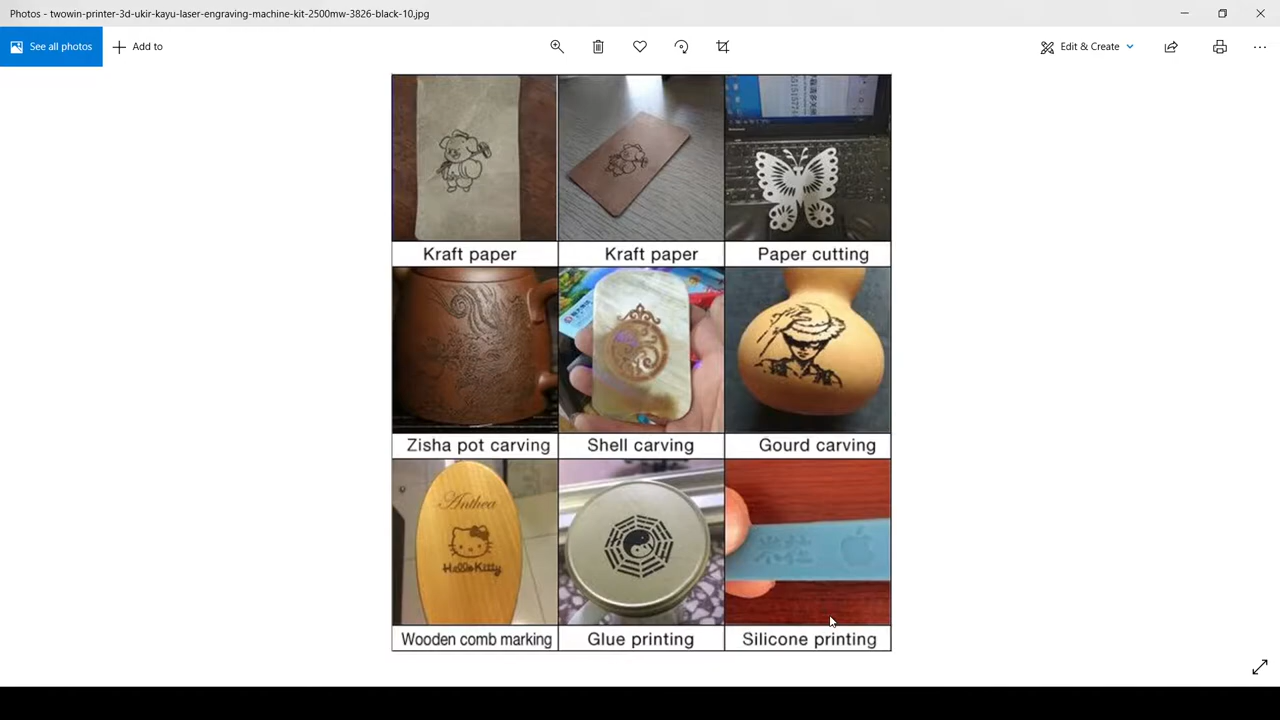 Photos - twowin-printer-3d-ukir-kayu-laser-engraving-machine-kit-2500mw-3826-black-10.jpg
See all photos
Add to
Edit & Create
Kraft paper
Kraft paper
Paper cutting
Zisha pot carving
Shell carving
Gourd carving
Anthea
Hello Kitty
Wooden comb marking
Glue printing
Silicone printing